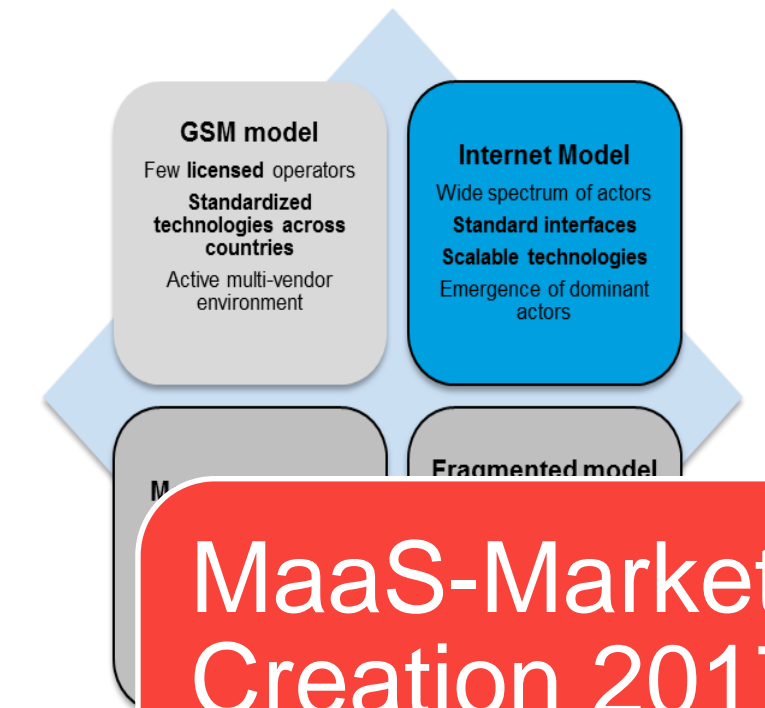 GSM model
Few licensed operators
Standardized
technologies across
countries
Active multi-vendor
environment
Internet Model
Wide spectrum of actors
Standard interfaces
Scalable technologies
Emergence of dominant
actors
Fragmented model
MaaS-Market
Creation